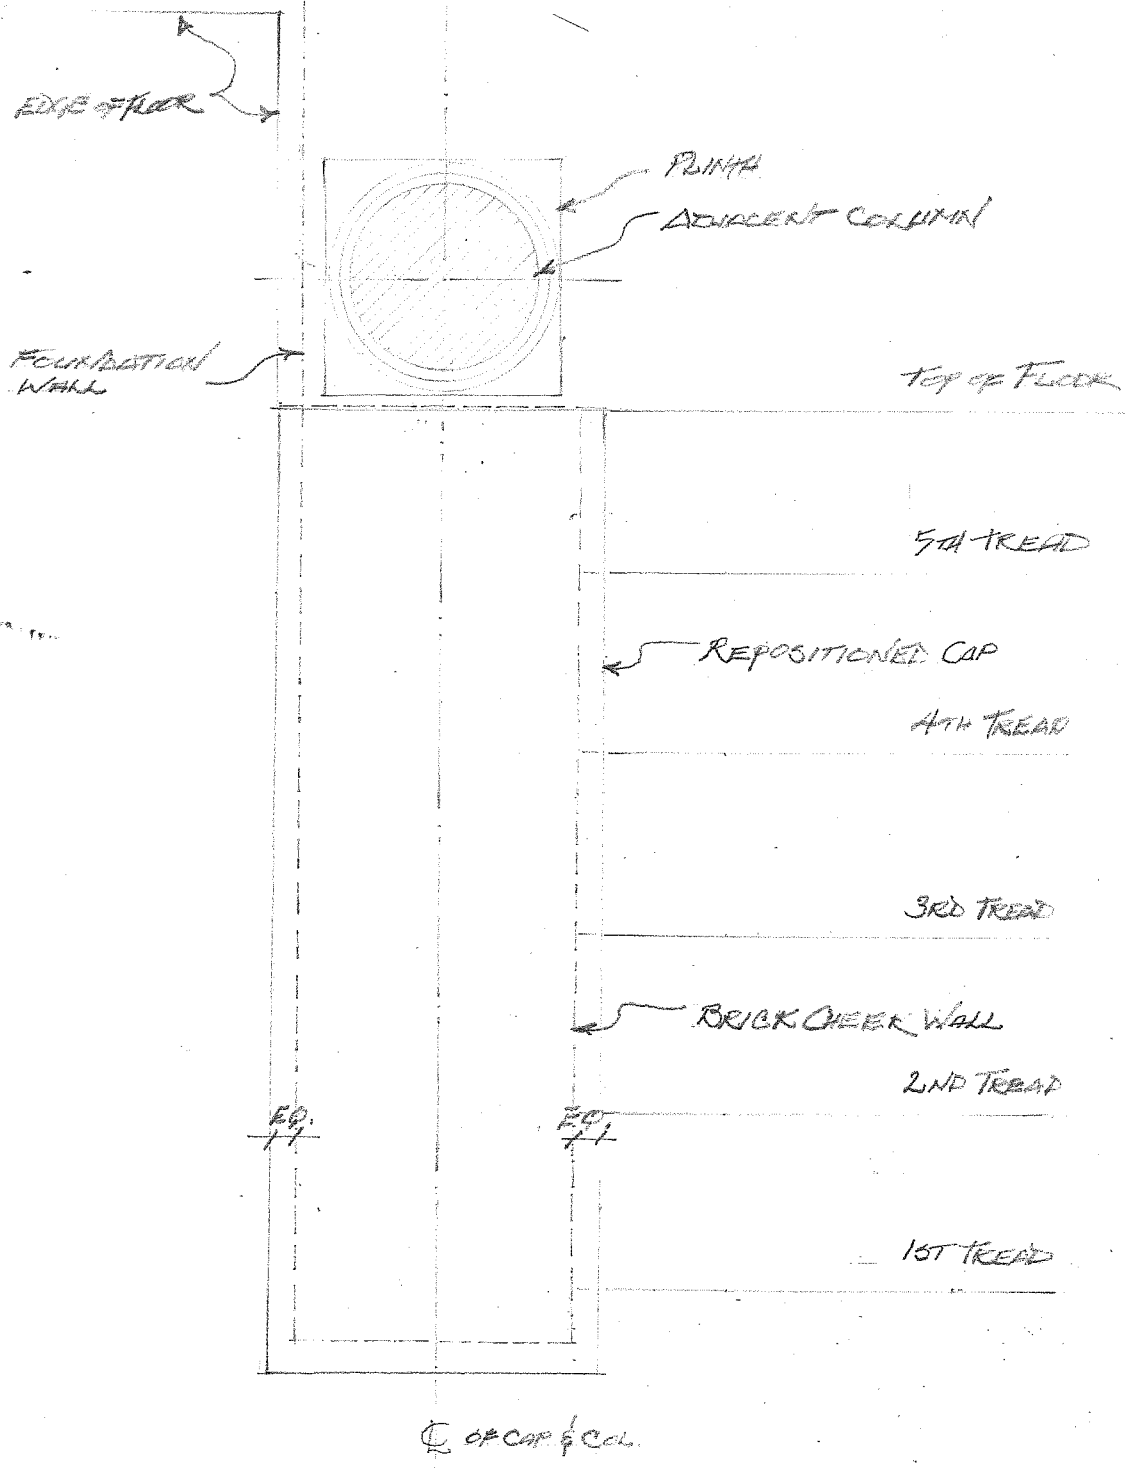 EDGE OF FLOOR
PLINTH
ADJACENT COLUMN
FOUNDATION
WALL
TOP OF FLOOR
5TH TREAD
REPOSITIONED CAP
4TH TREAD
3RD TREAD
BRICK CHEEK WALL
2ND TREAD
EQ. EQ.
1ST TREAD
℄ OF CAP & COL.